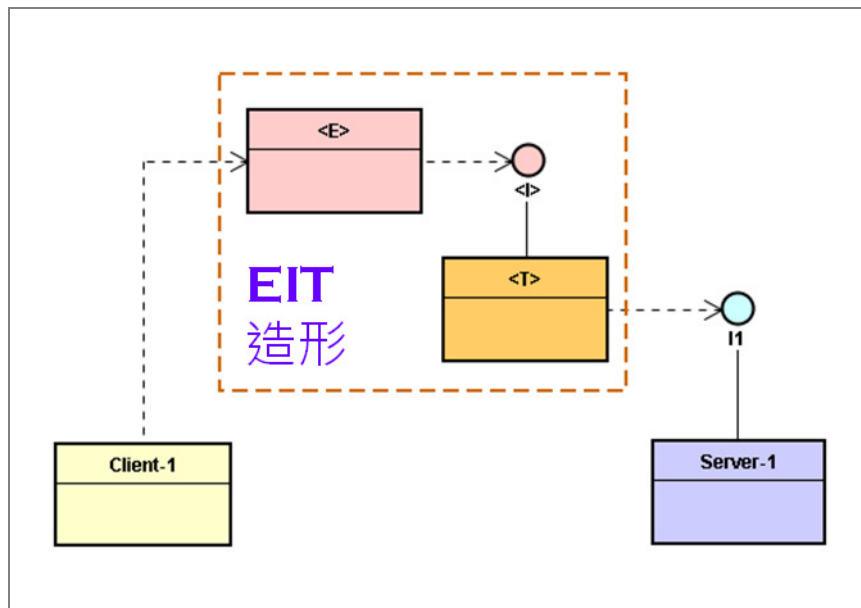 <E>
<I>
<T>
EIT
造形
I1
Client-1
Server-1